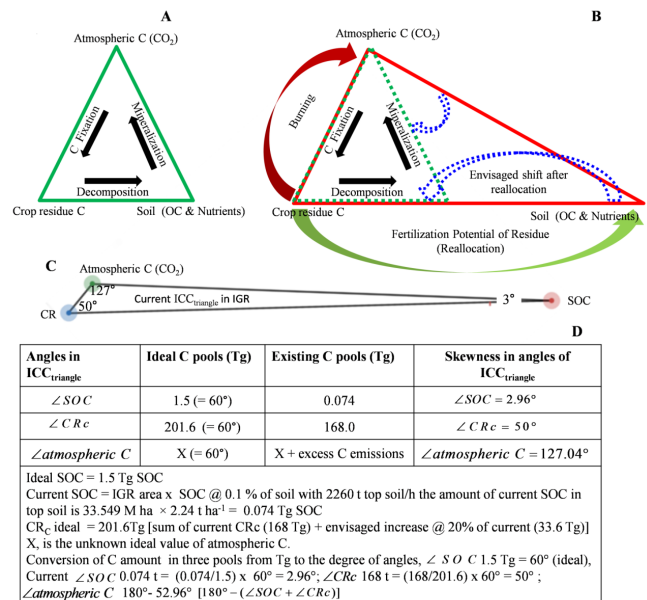 A
Atmospheric C (CO₂)
C Fixation
Mineralization
Decomposition
Crop residue C
Soil (OC & Nutrients)
B
Atmospheric C (CO₂)
Burning
C Fixation
Mineralization
Decomposition
Envisaged shift after
reallocation
Crop residue C
Soil (OC & Nutrients)
Fertilization Potential of Residue
(Reallocation)
C
Atmospheric C (CO₂)
127°
50°
CR
Current ICCtriangle in IGR
3°
SOC
D
Angles in ICCtriangle | Ideal C pools (Tg) | Existing C pools (Tg) | Skewness in angles of ICCtriangle
∠SOC | 1.5 (= 60°) | 0.074 | ∠SOC = 2.96°
∠CRc | 201.6 (= 60°) | 168.0 | ∠CRc = 50°
∠atmospheric C | X (= 60°) | X + excess C emissions | ∠atmospheric C = 127.04°
Ideal SOC = 1.5 Tg SOC
Current SOC = IGR area x SOC @ 0.1 % of soil with 2260 t top soil/h the amount of current SOC in
top soil is 33.549 M ha × 2.24 t ha⁻¹ = 0.074 Tg SOC
CRC ideal = 201.6Tg [sum of current CRc (168 Tg) + envisaged increase @ 20% of current (33.6 Tg)]
X, is the unknown ideal value of atmospheric C.
Conversion of C amount in three pools from Tg to the degree of angles, ∠ SOC 1.5 Tg = 60° (ideal),
Current ∠SOC 0.074 t = (0.074/1.5) x 60° = 2.96°; ∠CRc 168 t = (168/201.6) x 60° = 50° ;
∠atmospheric C 180°- 52.96° [180° − (∠SOC + ∠CRc)]